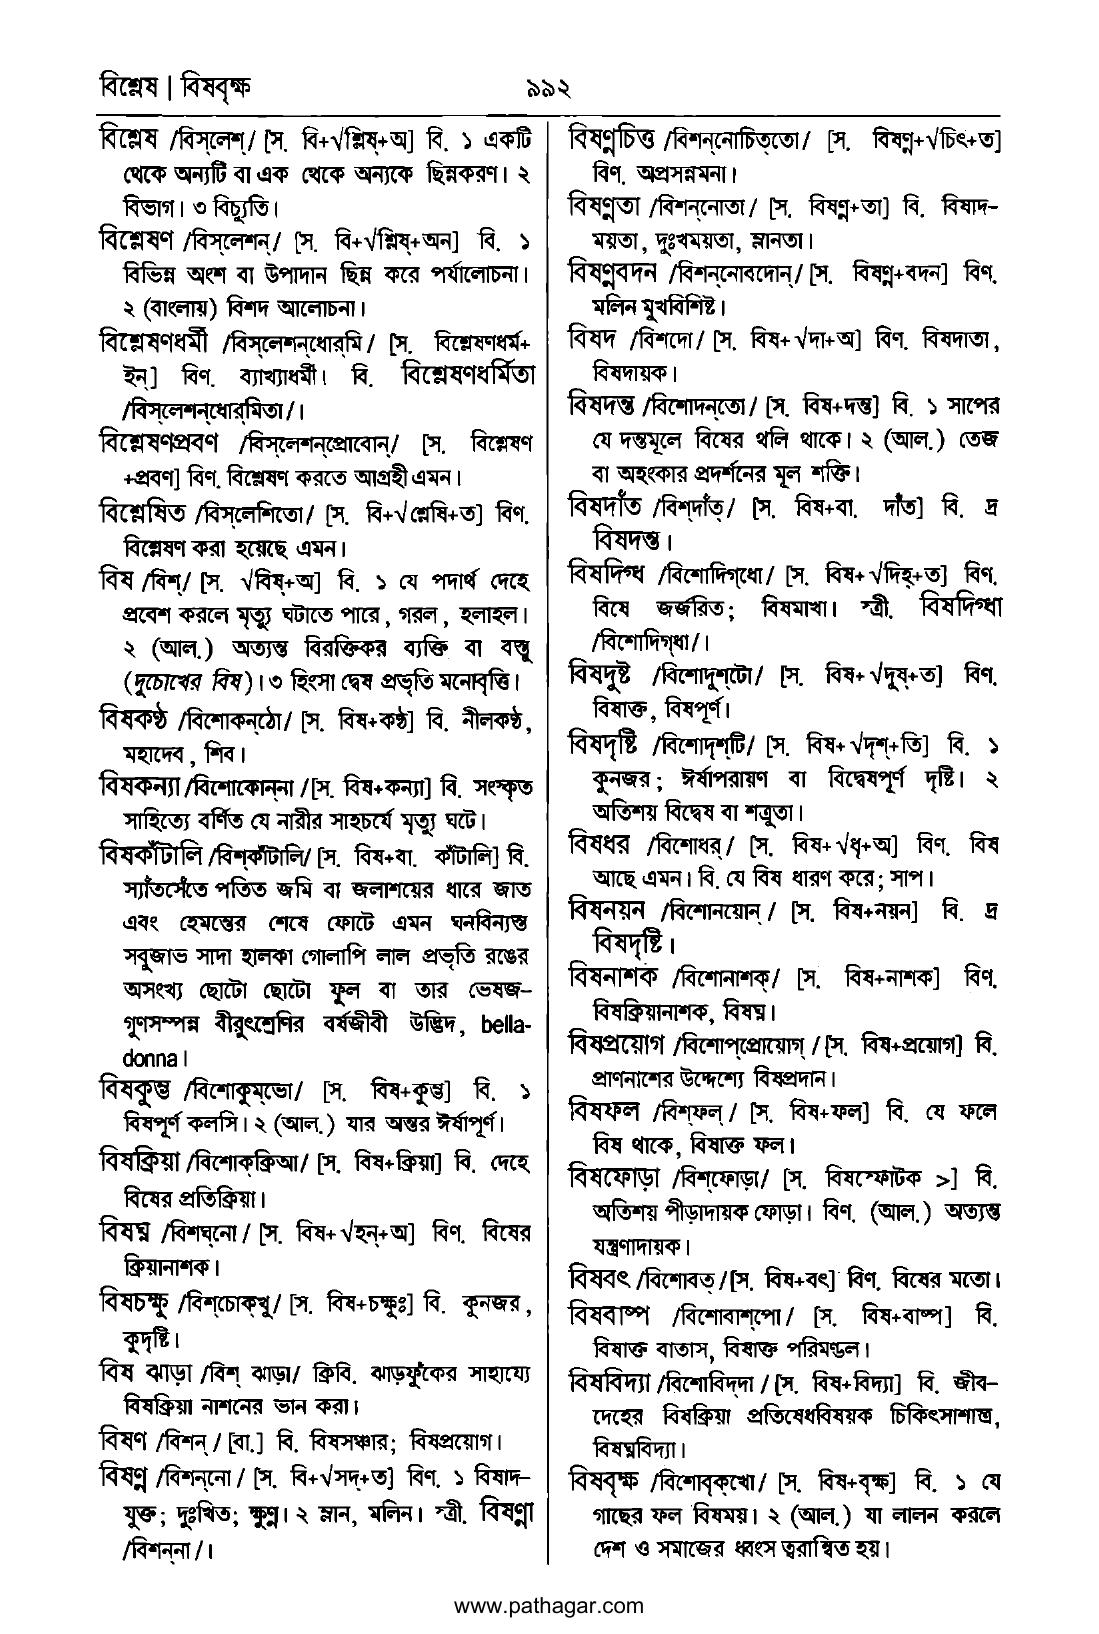 বিশ্লেষ | বিষবৃক্ষ
৯৯২
বিশ্লেষ /বিস্‌লেশ্/ [স. বি+√শ্লিষ্+অ] বি. ১ একটি
থেকে অন্যটি বা এক থেকে অন্যকে ছিন্নকরণ। ২
বিভাগ। ৩ বিচ্যুতি।
বিশ্লেষণ /বিস্‌লেশন্/ [স. বি+√শ্লিষ্+অন] বি. ১
বিভিন্ন অংশ বা উপাদান ছিন্ন করে পর্যালোচনা।
২ (বাংলায়) বিশদ আলোচনা।
বিশ্লেষণধর্মী /বিস্‌লেশন্‌ধোর্‌মি/ [স. বিশ্লেষণধর্ম+
ইন্] বিণ. ব্যাখ্যাধর্মী। বি. বিশ্লেষণধর্মিতা
/বিস্‌লেশন্‌ধোর্‌মিতা/।
বিশ্লেষণপ্রবণ /বিস্‌লেশন্‌প্রোবোন্/ [স. বিশ্লেষণ
+প্রবণ] বিণ. বিশ্লেষণ করতে আগ্রহী এমন।
বিশ্লেষিত /বিস্‌লেশিতো/ [স. বি+√শ্লেষি+ত] বিণ.
বিশ্লেষণ করা হয়েছে এমন।
বিষ /বিশ্/ [স. √বিষ্+অ] বি. ১ যে পদার্থ দেহে
প্রবেশ করলে মৃত্যু ঘটাতে পারে, গরল, হলাহল।
২ (আল.) অত্যন্ত বিরক্তিকর ব্যক্তি বা বস্তু
(দুচোখের বিষ)। ৩ হিংসা দ্বেষ প্রভৃতি মনোবৃত্তি।
বিষকণ্ঠ /বিশোকন্‌ঠো/ [স. বিষ+কণ্ঠ] বি. নীলকণ্ঠ,
মহাদেব, শিব।
বিষকন্যা /বিশোকোন্‌না/ [স. বিষ+কন্যা] বি. সংস্কৃত
সাহিত্যে বর্ণিত যে নারীর সাহচর্যে মৃত্যু ঘটে।
বিষকাঁটালি /বিশ্‌কাঁটালি/ [স. বিষ+বা. কাঁটালি] বি.
স্যাঁতসেঁতে পতিত জমি বা জলাশয়ের ধারে জাত
এবং হেমন্তের শেষে ফোটে এমন ঘনবিন্যস্ত
সবুজাভ সাদা হালকা গোলাপি লাল প্রভৃতি রঙের
অসংখ্য ছোটো ছোটো ফুল বা তার ভেষজ-
গুণসম্পন্ন বীরুৎশ্রেণির বর্ষজীবী উদ্ভিদ, bella-
donna।
বিষকুম্ভ /বিশোকুম্‌ভো/ [স. বিষ+কুম্ভ] বি. ১
বিষপূর্ণ কলসি। ২ (আল.) যার অন্তর ঈর্ষাপূর্ণ।
বিষক্রিয়া /বিশোক্‌ক্রিআ/ [স. বিষ+ক্রিয়া] বি. দেহে
বিষের প্রতিক্রিয়া।
বিষঘ্ন /বিশঘ্‌নো/ [স. বিষ+√হন্+অ] বিণ. বিষের
ক্রিয়ানাশক।
বিষচক্ষু /বিশ্‌চোক্‌খু/ [স. বিষ+চক্ষুঃ] বি. কুনজর,
কুদৃষ্টি।
বিষ ঝাড়া /বিশ্ ঝাড়া/ ক্রিবি. ঝাড়ফুঁকের সাহায্যে
বিষক্রিয়া নাশনের ভান করা।
বিষণ /বিশন্/ [বা.] বি. বিষসঞ্চার; বিষপ্রয়োগ।
বিষণ্ন /বিশন্‌নো/ [স. বি+√সদ্+ত] বিণ. ১ বিষাদ-
যুক্ত; দুঃখিত; ক্ষুণ্ন। ২ ম্লান, মলিন। স্ত্রী. বিষণ্না
/বিশন্‌না/।
বিষণ্নচিত্ত /বিশন্‌নোচিত্‌তো/ [স. বিষণ্ন+√চিৎ+ত]
বিণ. অপ্রসন্নমনা।
বিষণ্নতা /বিশন্‌নোতা/ [স. বিষণ্ন+তা] বি. বিষাদ-
ময়তা, দুঃখময়তা, ম্লানতা।
বিষণ্নবদন /বিশন্‌নোবদোন্/ [স. বিষণ্ন+বদন] বিণ.
মলিন মুখবিশিষ্ট।
বিষদ /বিশদো/ [স. বিষ+√দা+অ] বিণ. বিষদাতা,
বিষদায়ক।
বিষদন্ত /বিশোদন্‌তো/ [স. বিষ+দন্ত] বি. ১ সাপের
যে দন্তমূলে বিষের থলি থাকে। ২ (আল.) তেজ
বা অহংকার প্রদর্শনের মূল শক্তি।
বিষদাঁত /বিশ্‌দাঁত্/ [স. বিষ+বা. দাঁত] বি. দ্র
বিষদন্ত।
বিষদিগ্ধ /বিশোদিগ্‌ধো/ [স. বিষ+√দিহ্+ত] বিণ.
বিষে জর্জরিত; বিষমাখা। স্ত্রী. বিষদিগ্ধা
/বিশোদিগ্‌ধা/।
বিষদুষ্ট /বিশোদুশ্‌টো/ [স. বিষ+√দুষ্+ত] বিণ.
বিষাক্ত, বিষপূর্ণ।
বিষদৃষ্টি /বিশোদৃশ্‌টি/ [স. বিষ+√দৃশ্+তি] বি. ১
কুনজর; ঈর্ষাপরায়ণ বা বিদ্বেষপূর্ণ দৃষ্টি। ২
অতিশয় বিদ্বেষ বা শত্রুতা।
বিষধর /বিশোধর্/ [স. বিষ+√ধৃ+অ] বিণ. বিষ
আছে এমন। বি. যে বিষ ধারণ করে; সাপ।
বিষনয়ন /বিশোনয়োন্/ [স. বিষ+নয়ন] বি. দ্র
বিষদৃষ্টি।
বিষনাশক /বিশোনাশক্/ [স. বিষ+নাশক] বিণ.
বিষক্রিয়ানাশক, বিষঘ্ন।
বিষপ্রয়োগ /বিশোপ্‌প্রোয়োগ্/ [স. বিষ+প্রয়োগ] বি.
প্রাণনাশের উদ্দেশ্যে বিষপ্রদান।
বিষফল /বিশ্‌ফল্/ [স. বিষ+ফল] বি. যে ফলে
বিষ থাকে, বিষাক্ত ফল।
বিষফোড়া /বিশ্‌ফোড়া/ [স. বিষস্ফোটক >] বি.
অতিশয় পীড়াদায়ক ফোড়া। বিণ. (আল.) অত্যন্ত
যন্ত্রণাদায়ক।
বিষবৎ /বিশোবত্/ [স. বিষ+বৎ] বিণ. বিষের মতো।
বিষবাষ্প /বিশোবাশ্‌পো/ [স. বিষ+বাষ্প] বি.
বিষাক্ত বাতাস, বিষাক্ত পরিমণ্ডল।
বিষবিদ্যা /বিশোবিদ্‌দা/ [স. বিষ+বিদ্যা] বি. জীব-
দেহের বিষক্রিয়া প্রতিষেধবিষয়ক চিকিৎসাশাস্ত্র,
বিষঘ্নবিদ্যা।
বিষবৃক্ষ /বিশোবৃক্‌খো/ [স. বিষ+বৃক্ষ] বি. ১ যে
গাছের ফল বিষময়। ২ (আল.) যা লালন করলে
দেশ ও সমাজের ধ্বংস ত্বরান্বিত হয়।
www.pathagar.com